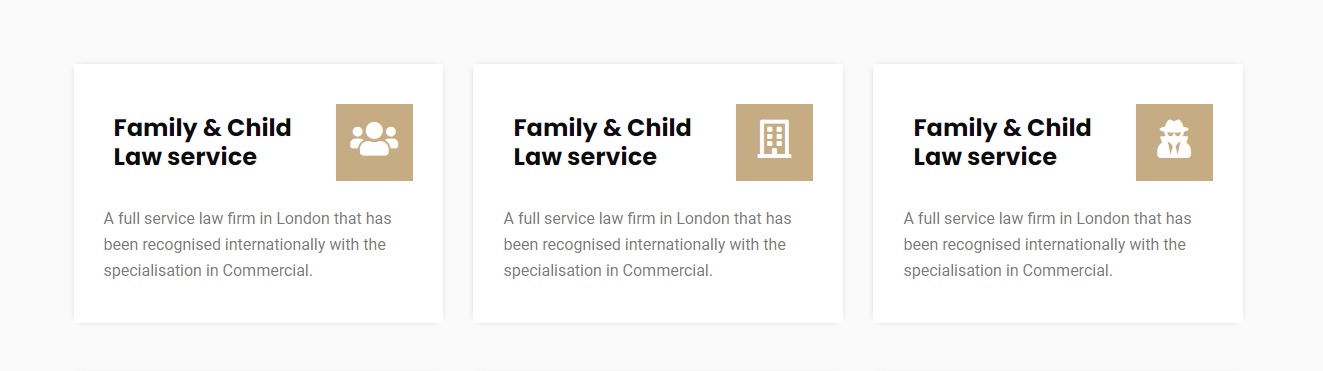 Family & Child
Law service
A full service law firm in London that has
been recognised internationally with the
specialisation in Commercial.
Family & Child
Law service
A full service law firm in London that has
been recognised internationally with the
specialisation in Commercial.
Family & Child
Law service
A full service law firm in London that has
been recognised internationally with the
specialisation in Commercial.